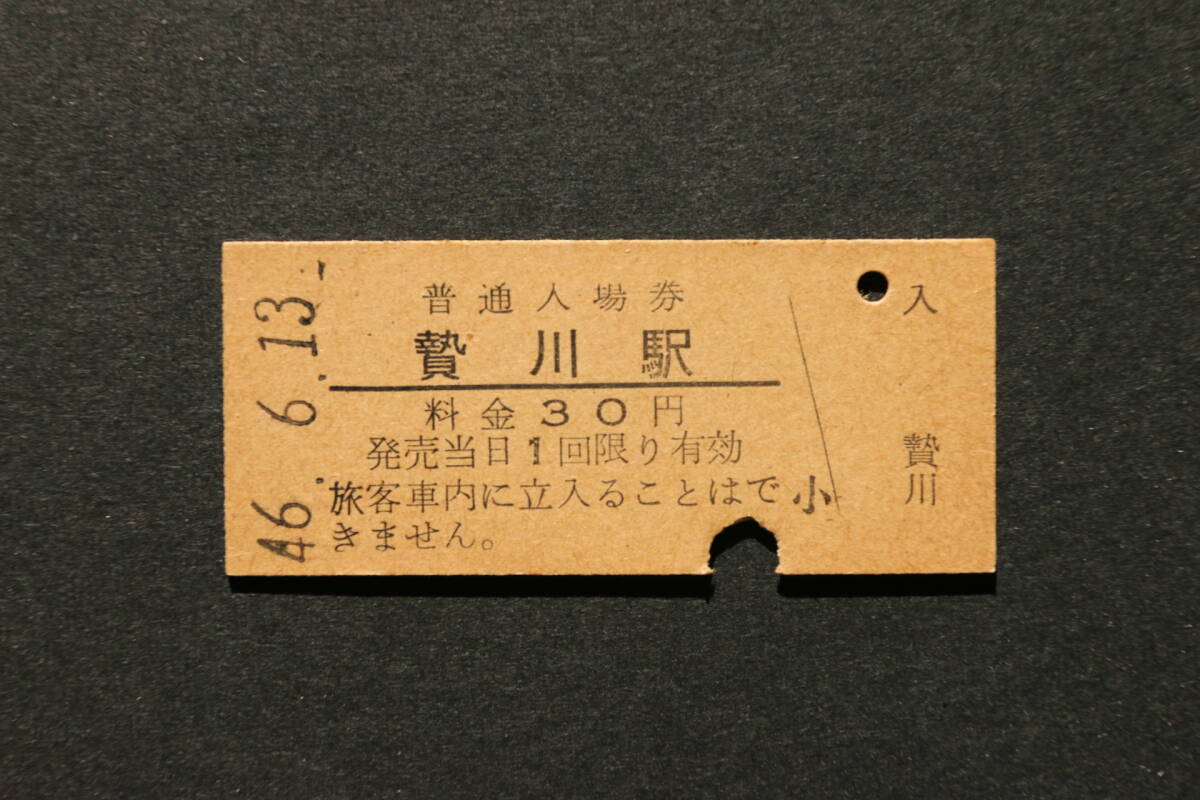 46. 6.13
普通入場券
贄川駅
料金30円
発売当日1回限り有効
旅客車内に立入ることはで
きません。
小
入
贄川